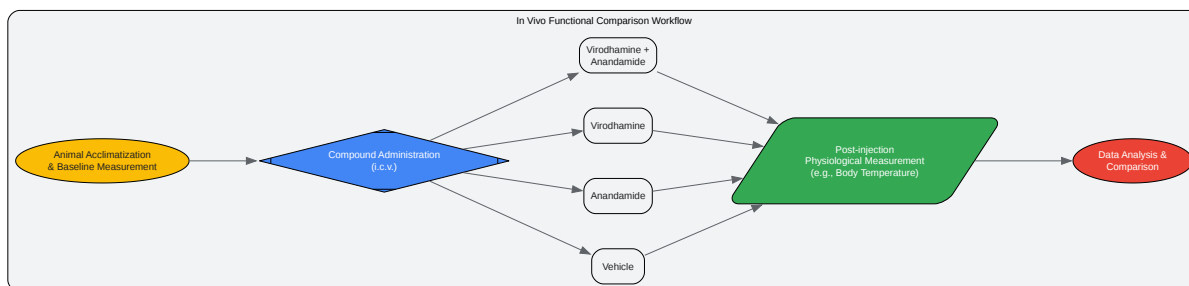 In Vivo Functional Comparison Workflow
Virodhamine +
Anandamide
Virodhamine
Animal Acclimatization
& Baseline Measurement
Compound Administration
(i.c.v.)
Post-injection
Physiological Measurement
(e.g., Body Temperature)
Data Analysis &
Comparison
Anandamide
Vehicle